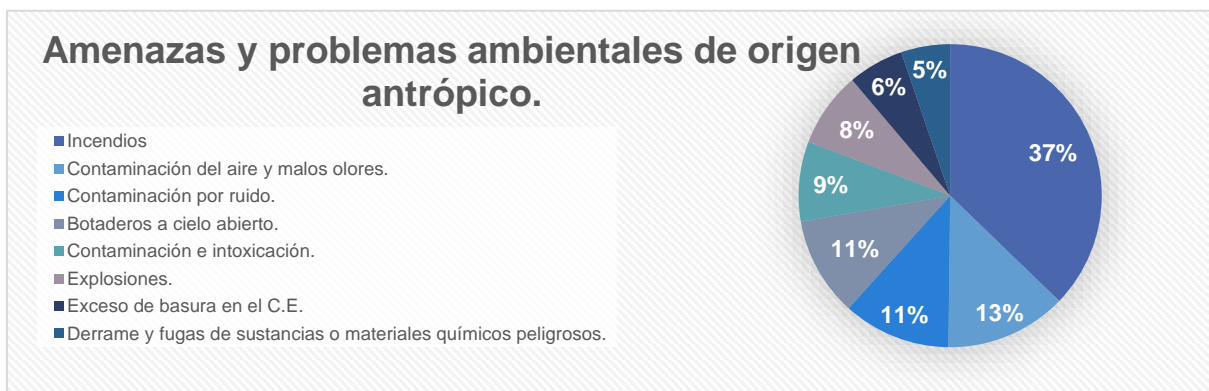 Amenazas y problemas ambientales de origen
antrópico.
Incendios
Contaminación del aire y malos olores.
Contaminación por ruido.
Botaderos a cielo abierto.
Contaminación e intoxicación.
Explosiones.
Exceso de basura en el C.E.
Derrame y fugas de sustancias o materiales químicos peligrosos.
37%
13%
11%
11%
9%
8%
6%
5%